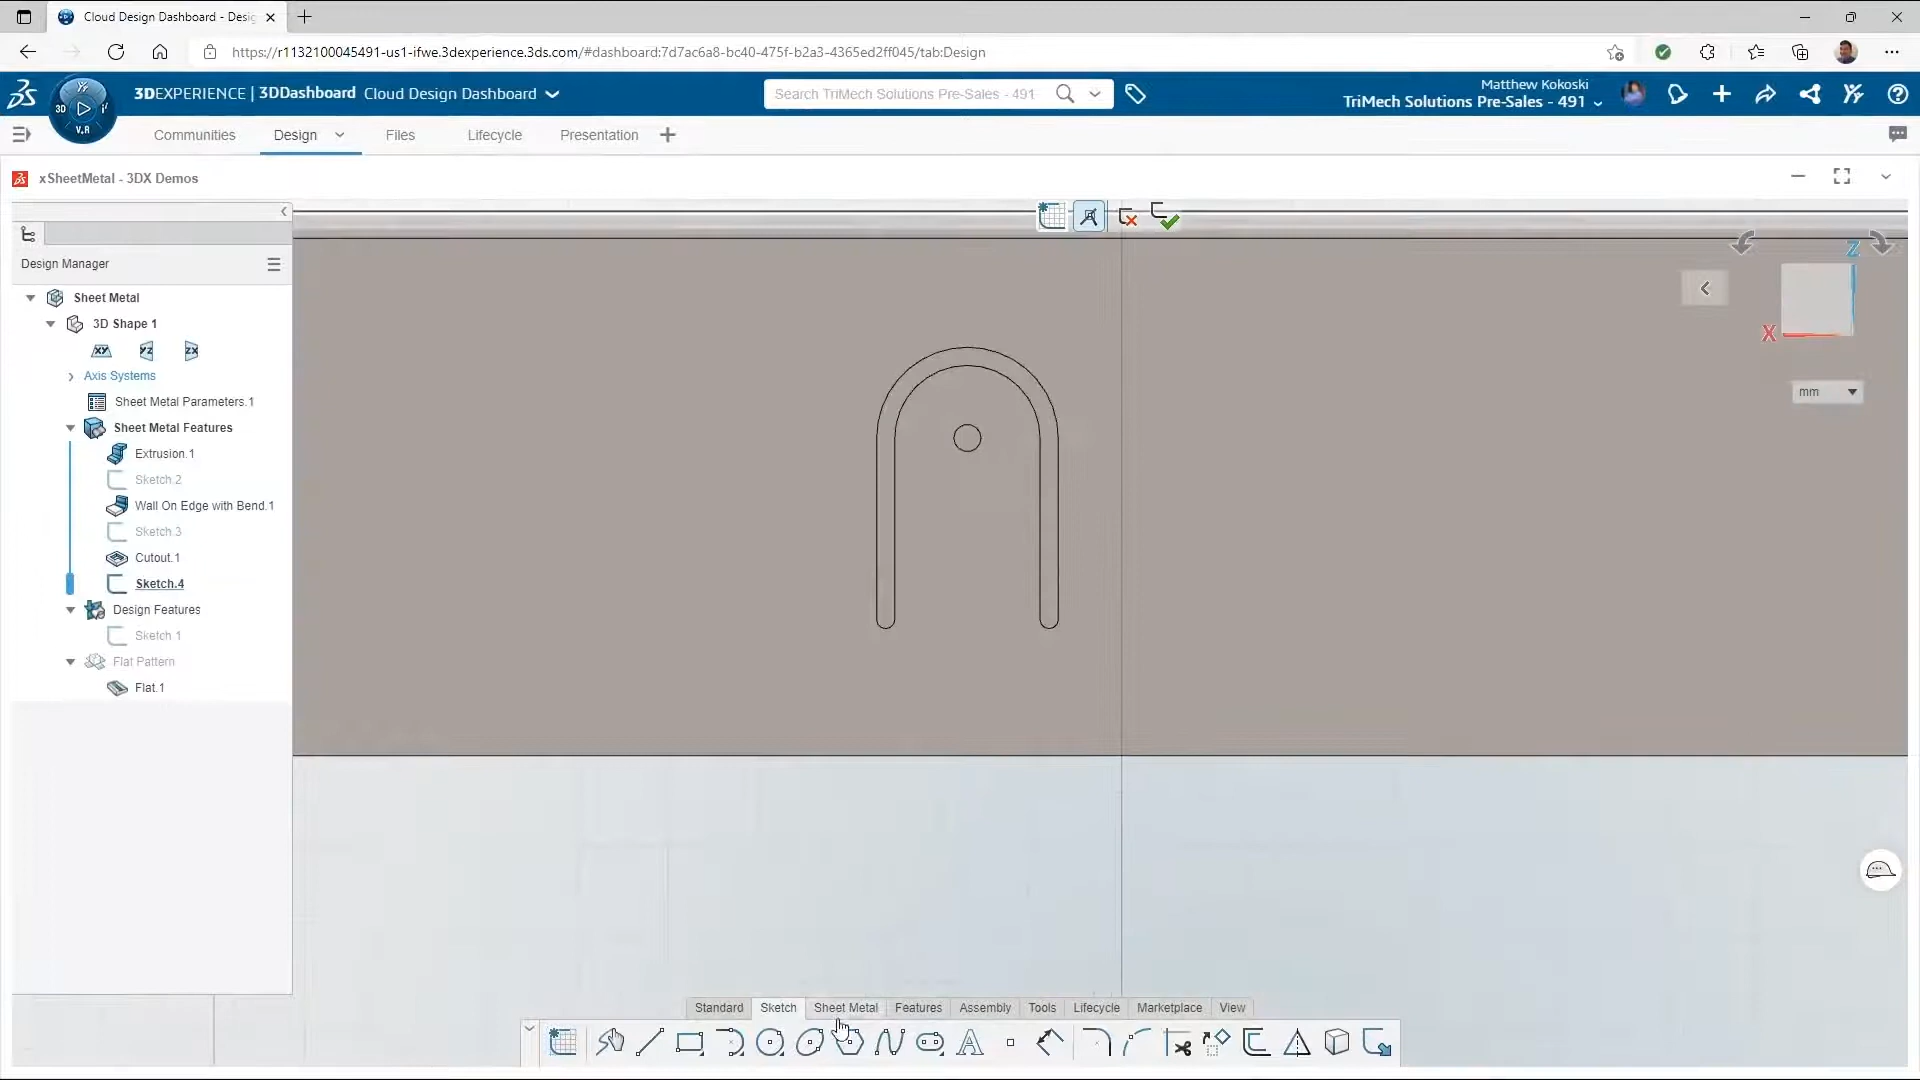 Cloud Design Dashboard - Desig
https://r1132100045491-us1-ifwe.3dexperience.3ds.com/#dashboard:7d7ac6a8-bc40-475f-b2a3-4365ed2ff045/tab:Design
3D
V.R
3DEXPERIENCE | 3DDashboard Cloud Design Dashboard
Search TriMech Solutions Pre-Sales - 491
Matthew Kokoski
TriMech Solutions Pre-Sales - 491
Communities Design Files Lifecycle Presentation
xSheetMetal - 3DX Demos
Design Manager
Sheet Metal
3D Shape 1
XY YZ ZX
Axis Systems
Sheet Metal Parameters.1
Sheet Metal Features
Extrusion.1
Sketch.2
Wall On Edge with Bend.1
Sketch.3
Cutout.1
Sketch.4
Design Features
Sketch 1
Flat Pattern
Flat.1
Z
X
mm
Standard Sketch Sheet Metal Features Assembly Tools Lifecycle Marketplace View